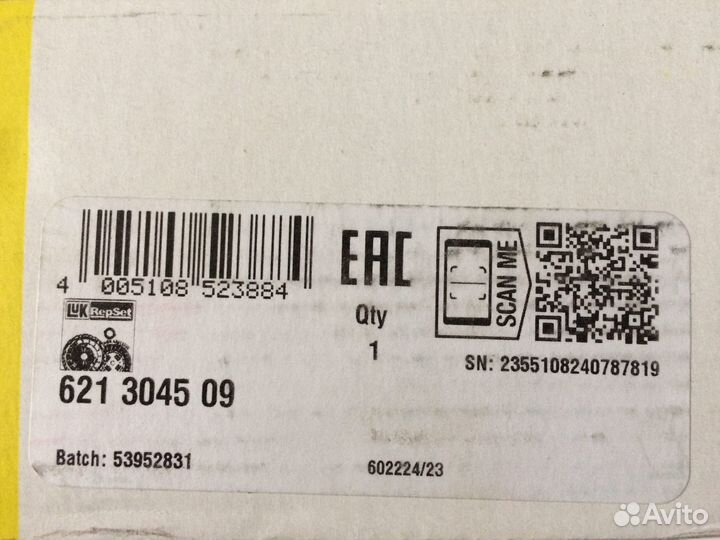 4 005108 523884
EAC
Qty
1
SCAN ME
SN: 2355108240787819
LUK RepSet
621 3045 09
Batch: 53952831
602224/23
Avito